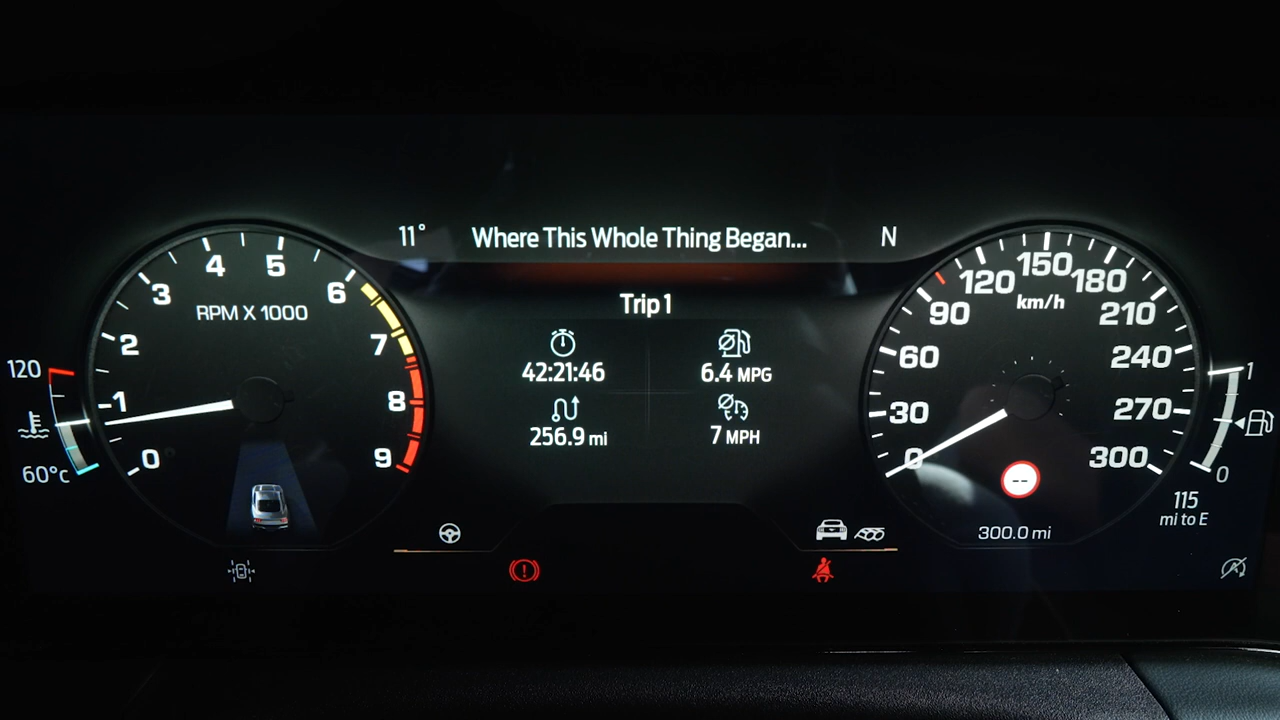 11° Where This Whole Thing Began... N
Trip 1
42:21:46 6.4 MPG
256.9 mi 7 MPH
0 1 2 3 4 5 6 7 8 9
RPM X 1000
120
60°c
0 30 60 90 120 150 180 210 240 270 300
km/h
--
300.0 mi
1
0
115
mi to E